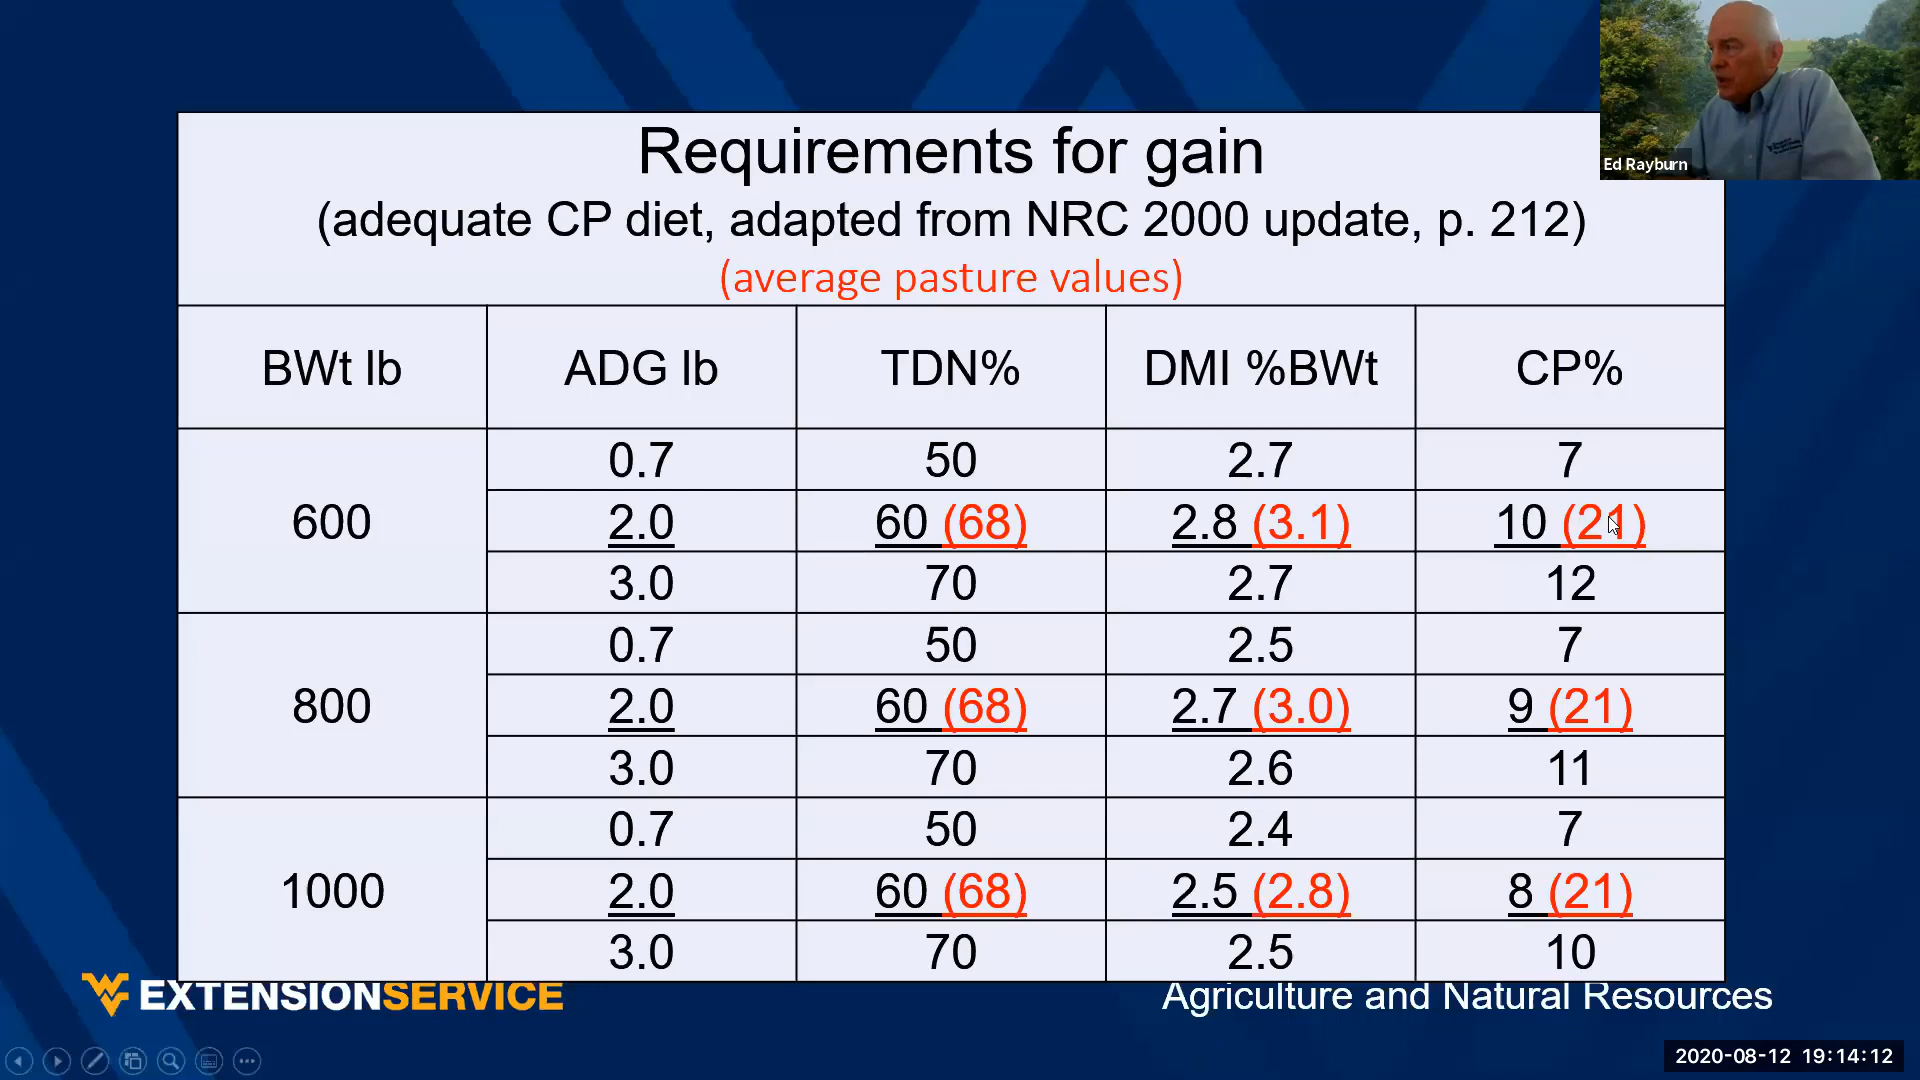 Requirements for gain
(adequate CP diet, adapted from NRC 2000 update, p. 212)
(average pasture values)
Ed Rayburn
BWt lb ADG lb TDN% DMI %BWt CP%
600
0.7 50 2.7 7
2.0 60 (68) 2.8 (3.1) 10 (21)
3.0 70 2.7 12
800
0.7 50 2.5 7
2.0 60 (68) 2.7 (3.0) 9 (21)
3.0 70 2.6 11
1000
0.7 50 2.4 7
2.0 60 (68) 2.5 (2.8) 8 (21)
3.0 70 2.5 10
WV EXTENSIONSERVICE
Agriculture and Natural Resources
2020-08-12 19:14:12